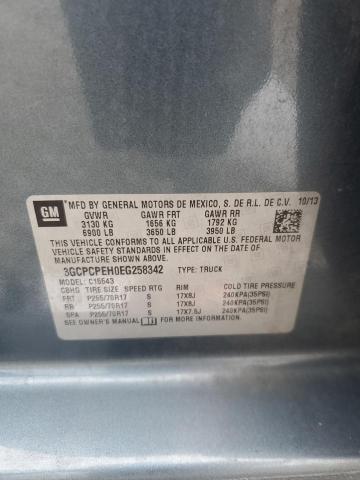 GM
MFD BY GENERAL MOTORS DE MEXICO, S. DE R.L. DE C.V. 10/13
GVWR GAWR FRT GAWR RR
3130 KG 1656 KG 1792 KG
6900 LB 3650 LB 3950 LB
THIS VEHICLE CONFORMS TO ALL APPLICABLE U.S. FEDERAL MOTOR
VEHICLE SAFETY AND THEFT PREVENTION STANDARDS IN EFFECT ON THE DATE OF MANUFACTURE SHOWN ABOVE.
3GCPCPEH0EG258342 TYPE: TRUCK
MODEL: C15543
TIRE SIZE SPEED RTG RIM COLD TIRE PRESSURE
FRT P255/70R17 S 17X8J 240KPA(35PSI)
RR P255/70R17 S 17X8J 240KPA(35PSI)
SPA P255/70R17 S 17X7.5J 240KPA(35PSI)
SEE OWNER'S MANUAL FOR ADDITIONAL INFORMATION.